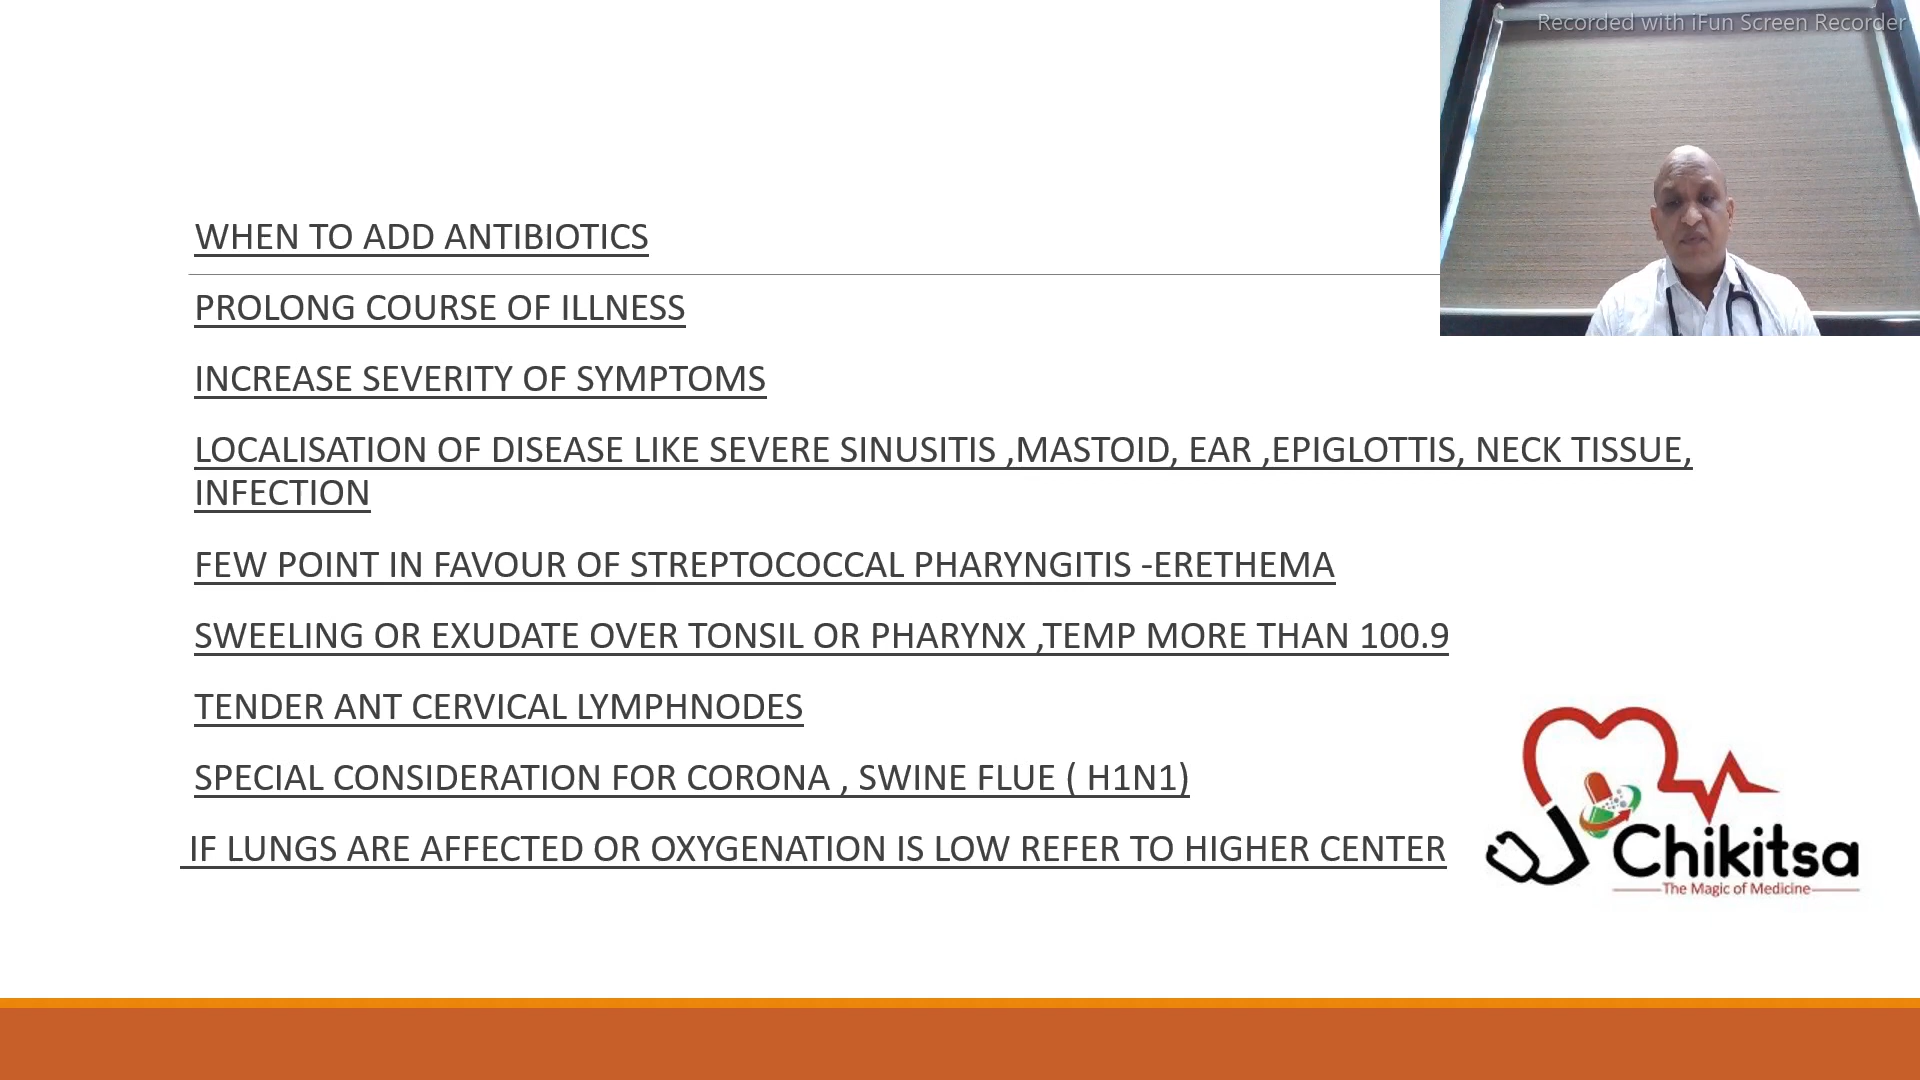 Recorded with iFun Screen Recorder
WHEN TO ADD ANTIBIOTICS
PROLONG COURSE OF ILLNESS
INCREASE SEVERITY OF SYMPTOMS
LOCALISATION OF DISEASE LIKE SEVERE SINUSITIS ,MASTOID, EAR ,EPIGLOTTIS, NECK TISSUE,
INFECTION
FEW POINT IN FAVOUR OF STREPTOCOCCAL PHARYNGITIS -ERETHEMA
SWEELING OR EXUDATE OVER TONSIL OR PHARYNX ,TEMP MORE THAN 100.9
TENDER ANT CERVICAL LYMPHNODES
SPECIAL CONSIDERATION FOR CORONA , SWINE FLUE ( H1N1)
IF LUNGS ARE AFFECTED OR OXYGENATION IS LOW REFER TO HIGHER CENTER
Chikitsa
The Magic of Medicine